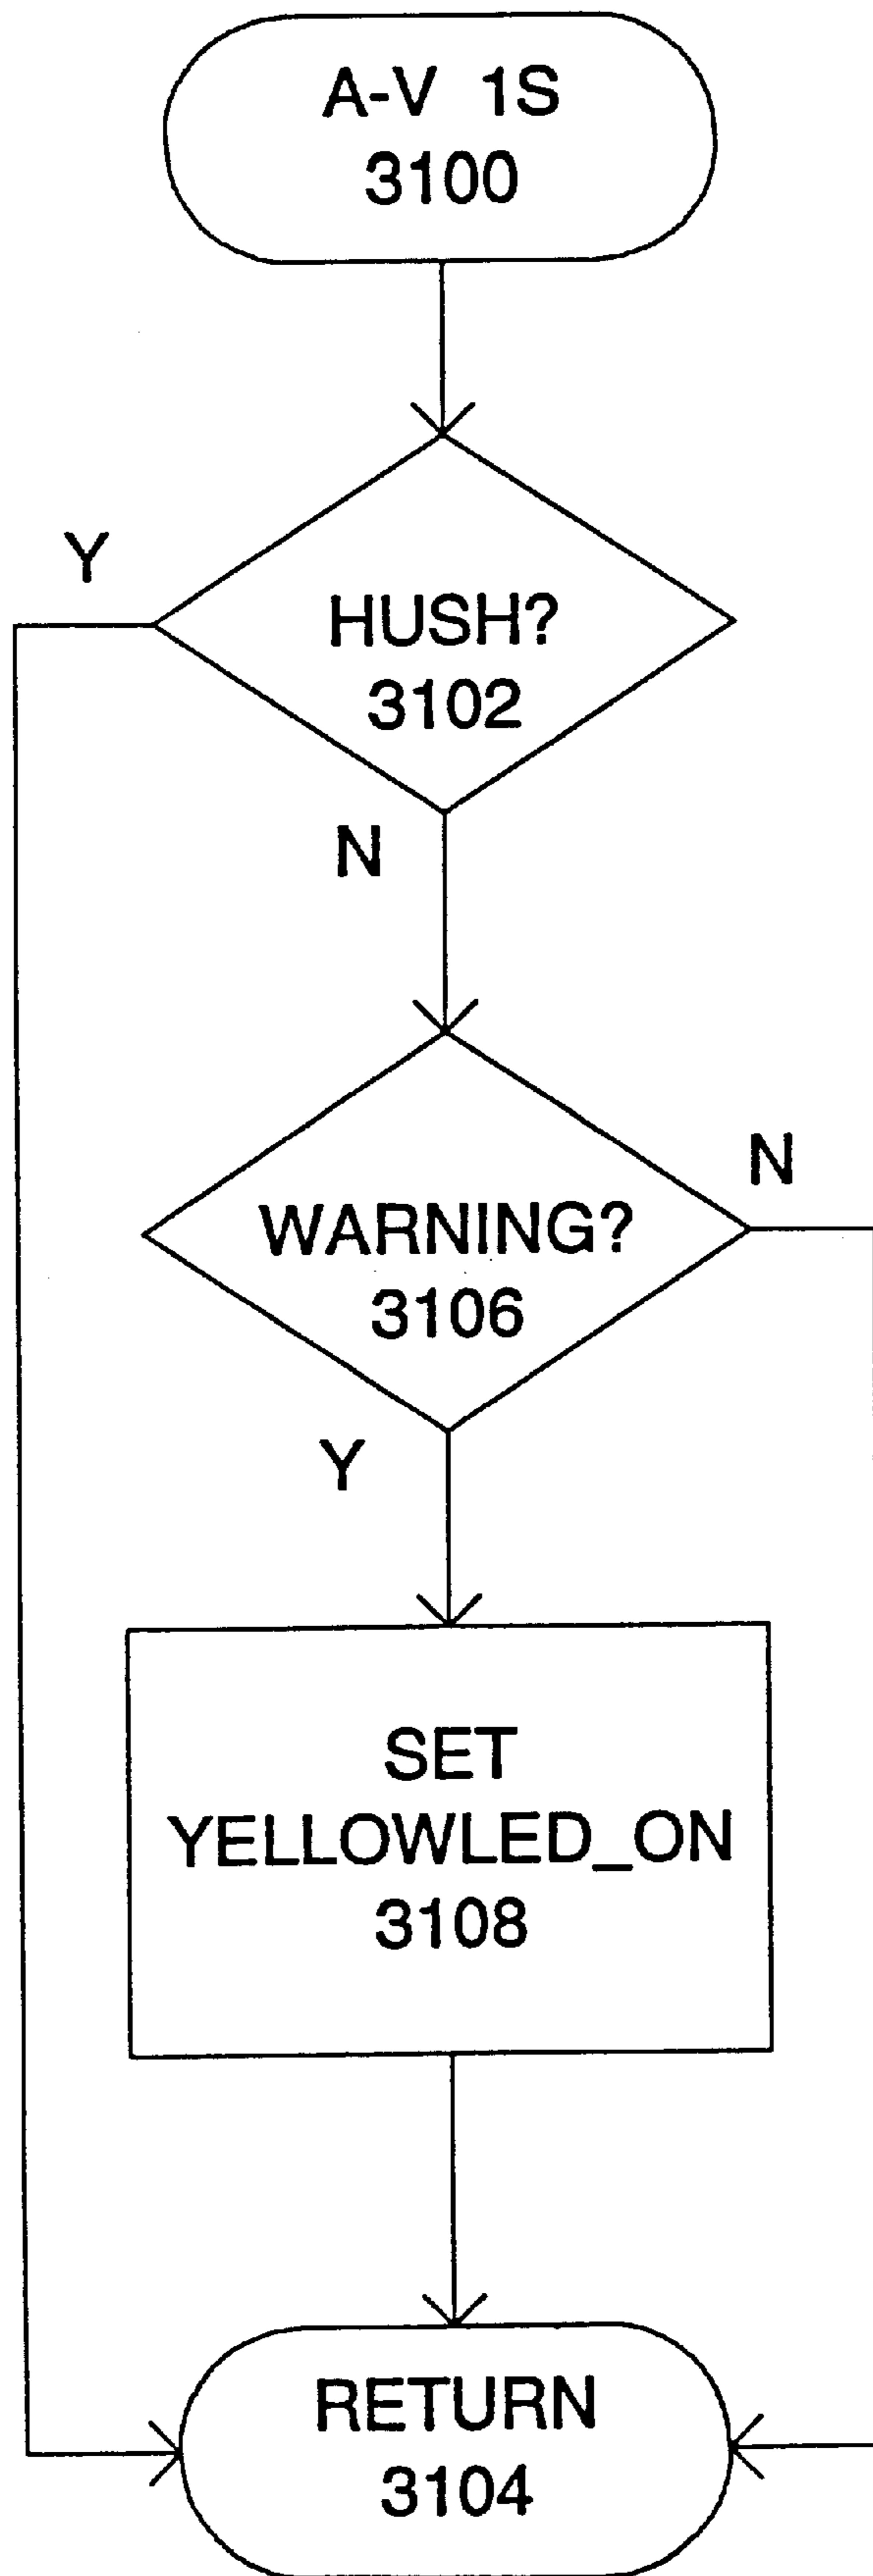 A-V 1S
3100
Y
HUSH?
3102
N
N
WARNING?
3106
Y
SET
YELLOWLED_ON
3108
RETURN
3104